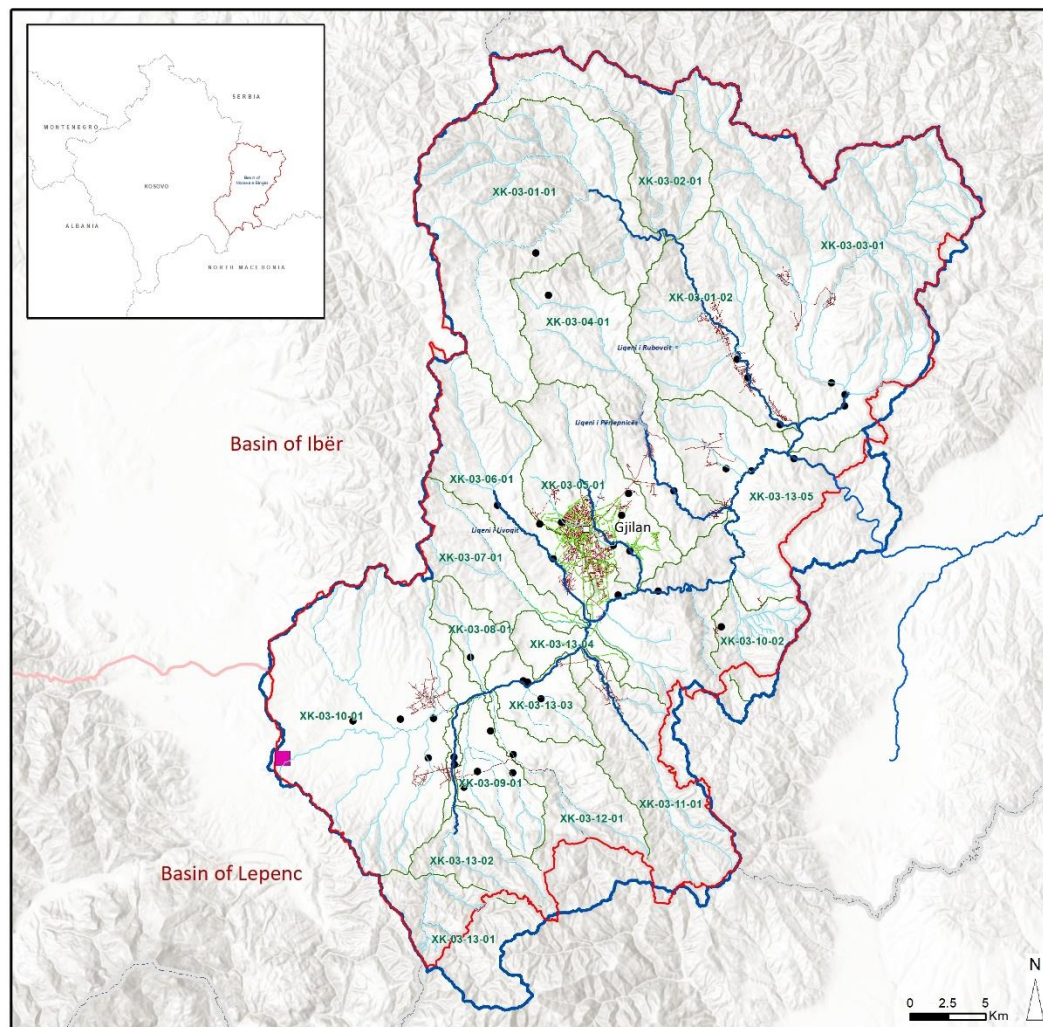 SERBIA
MONTENEGRO
KOSOVO
Basin of
Morava e Binçës
ALBANIA
NORTH MACEDONIA
XK-03-01-01
XK-03-02-01
XK-03-03-01
XK-03-01-02
XK-03-04-01
Liqeni i
Liqeni i Përlepnicës
Basin of Ibër
XK-03-06-01
XK-03-05-01
XK-03-13-05
Liqeni i Livoqit
Gjilan
XK-03-07-01
XK-03-08-01
XK-03-13-04
XK-03-10-02
XK-03-10-01
XK-03-13-03
XK-03-09-01
XK-03-11-01
XK-03-12-01
XK-03-13-02
Basin of Lepenc
XK-03-13-01
N
0 2.5 5
Km